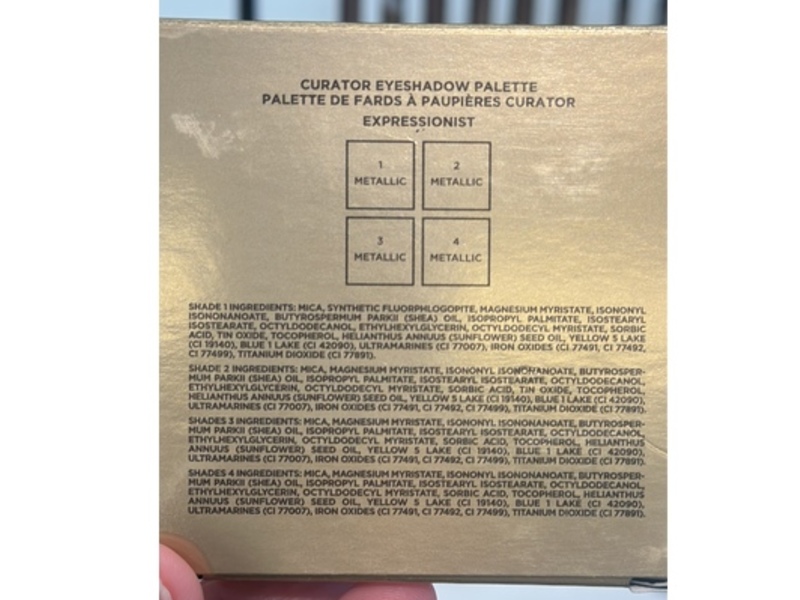 CURATOR EYESHADOW PALETTE
PALETTE DE FARDS À PAUPIÈRES CURATOR
EXPRESSIONIST
1
METALLIC
2
METALLIC
3
METALLIC
4
METALLIC
SHADE 1 INGREDIENTS: MICA, SYNTHETIC FLUORPHLOGOPITE, MAGNESIUM MYRISTATE, ISONONYL
ISONONANOATE, BUTYROSPERMUM PARKII (SHEA) OIL, ISOPROPYL PALMITATE, ISOSTEARYL
ISOSTEARATE, OCTYLDODECANOL, ETHYLHEXYLGLYCERIN, OCTYLDODECYL MYRISTATE, SORBIC
ACID, TIN OXIDE, TOCOPHEROL, HELIANTHUS ANNUUS (SUNFLOWER) SEED OIL, YELLOW 5 LAKE
(CI 19140), BLUE 1 LAKE (CI 42090), ULTRAMARINES (CI 77007), IRON OXIDES (CI 77491, CI 77492,
CI 77499), TITANIUM DIOXIDE (CI 77891).
SHADE 2 INGREDIENTS: MICA, MAGNESIUM MYRISTATE, ISONONYL ISONONANOATE, BUTYROSPER-
MUM PARKII (SHEA) OIL, ISOPROPYL PALMITATE, ISOSTEARYL ISOSTEARATE, OCTYLDODECANOL,
ETHYLHEXYLGLYCERIN, OCTYLDODECYL MYRISTATE, SORBIC ACID, TIN OXIDE, TOCOPHEROL,
HELIANTHUS ANNUUS (SUNFLOWER) SEED OIL, YELLOW 5 LAKE (CI 19140), BLUE 1 LAKE (CI 42090),
ULTRAMARINES (CI 77007), IRON OXIDES (CI 77491, CI 77492, CI 77499), TITANIUM DIOXIDE (CI 77891).
SHADES 3 INGREDIENTS: MICA, MAGNESIUM MYRISTATE, ISONONYL ISONONANOATE, BUTYROSPER-
MUM PARKII (SHEA) OIL, ISOPROPYL PALMITATE, ISOSTEARYL ISOSTEARATE, OCTYLDODECANOL,
ETHYLHEXYLGLYCERIN, OCTYLDODECYL MYRISTATE, SORBIC ACID, TOCOPHEROL, HELIANTHUS
ANNUUS (SUNFLOWER) SEED OIL, YELLOW 5 LAKE (CI 19140), BLUE 1 LAKE (CI 42090),
ULTRAMARINES (CI 77007), IRON OXIDES (CI 77491, CI 77492, CI 77499), TITANIUM DIOXIDE (CI 77891).
SHADES 4 INGREDIENTS: MICA, MAGNESIUM MYRISTATE, ISONONYL ISONONANOATE, BUTYROSPER-
MUM PARKII (SHEA) OIL, ISOPROPYL PALMITATE, ISOSTEARYL ISOSTEARATE, OCTYLDODECANOL,
ETHYLHEXYLGLYCERIN, OCTYLDODECYL MYRISTATE, SORBIC ACID, TOCOPHEROL, HELIANTHUS
ANNUUS (SUNFLOWER) SEED OIL, YELLOW 5 LAKE (CI 19140), BLUE 1 LAKE (CI 42090),
ULTRAMARINES (CI 77007), IRON OXIDES (CI 77491, CI 77492, CI 77499), TITANIUM DIOXIDE (CI 77891).